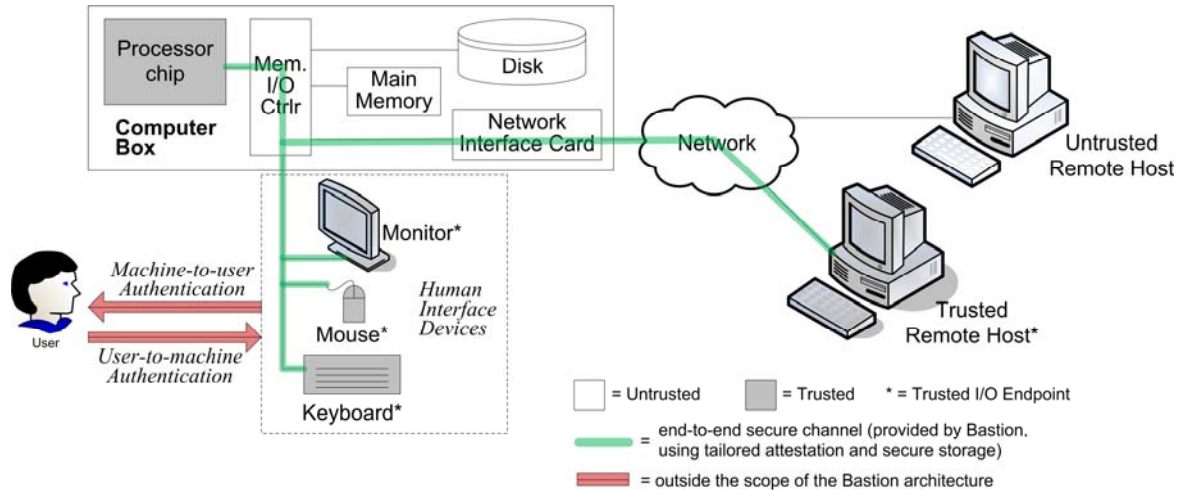 Processor
chip
Computer
Box
Mem.
I/O
Ctrlr
Main
Memory
Disk
Network
Interface Card
Network
Untrusted
Remote Host
Trusted
Remote Host*
Monitor*
Mouse*
Keyboard*
Human
Interface
Devices
Machine-to-user
Authentication
User
User-to-machine
Authentication
= Untrusted
= Trusted
* = Trusted I/O Endpoint
= end-to-end secure channel (provided by Bastion,
using tailored attestation and secure storage)
= outside the scope of the Bastion architecture